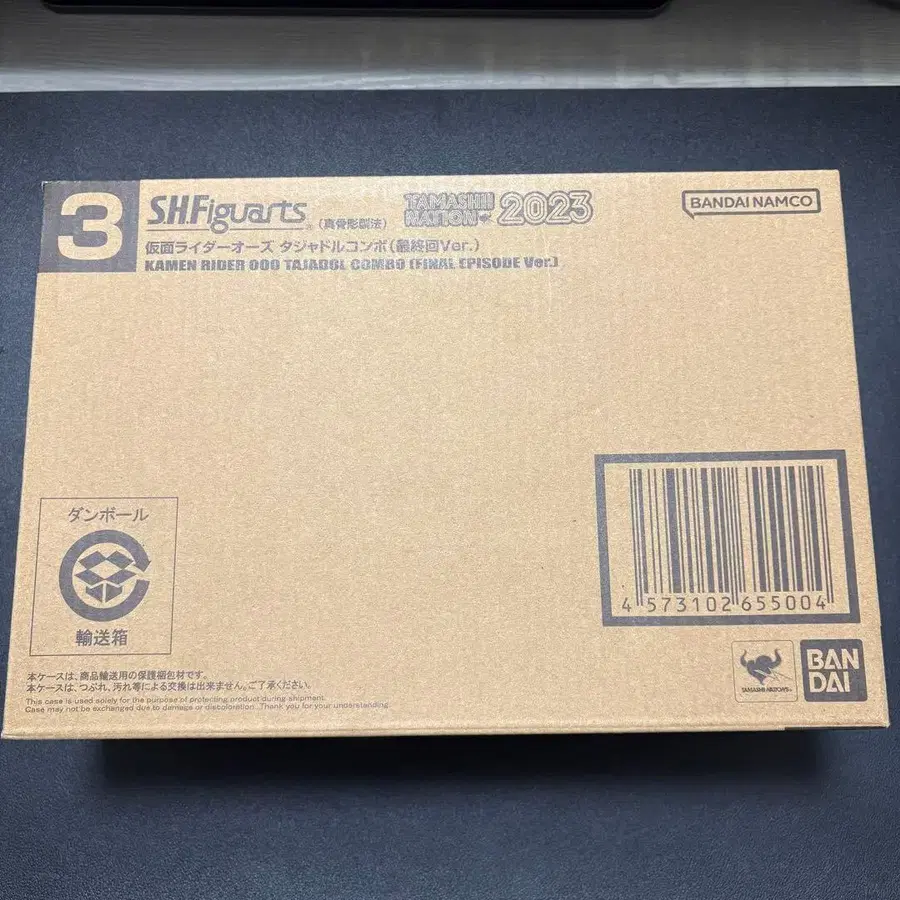 3
S.H.Figuarts (真骨彫製法) TAMASHII NATION 2023
BANDAI NAMCO
仮面ライダーオーズ タジャドルコンボ(最終回Ver.)
KAMEN RIDER OOO TAJADOL COMBO (FINAL EPISODE Ver.)
ダンボール
輸送箱
4 573102 655004
本ケースは、商品輸送用の保護梱包材です。
本ケースは、つぶれ、汚れ等による交換は出来ません。ご了承ください。
This case is used solely for the purpose of protecting product during shipment.
Case may not be exchanged due to damage or discoloration. Thank you for your understanding.
TAMASHII NATIONS
BAN
DAI